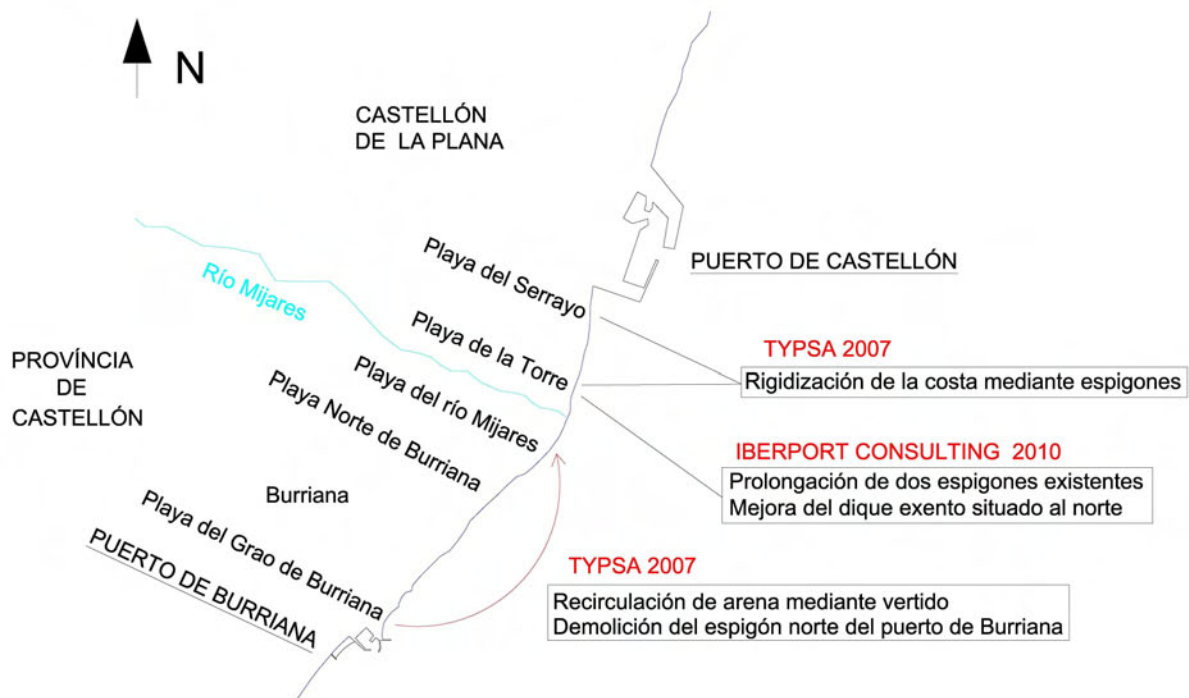 N
CASTELLÓN
DE LA PLANA
Playa del Serrayo
PUERTO DE CASTELLÓN
Río Mijares
Playa de la Torre
TYPSA 2007
Rigidización de la costa mediante espigones
PROVÍNCIA
DE
CASTELLÓN
Playa del río Mijares
Playa Norte de Burriana
IBERPORT CONSULTING 2010
Prolongación de dos espigones existentes
Mejora del dique exento situado al norte
Burriana
Playa del Grao de Burriana
PUERTO DE BURRIANA
TYPSA 2007
Recirculación de arena mediante vertido
Demolición del espigón norte del puerto de Burriana